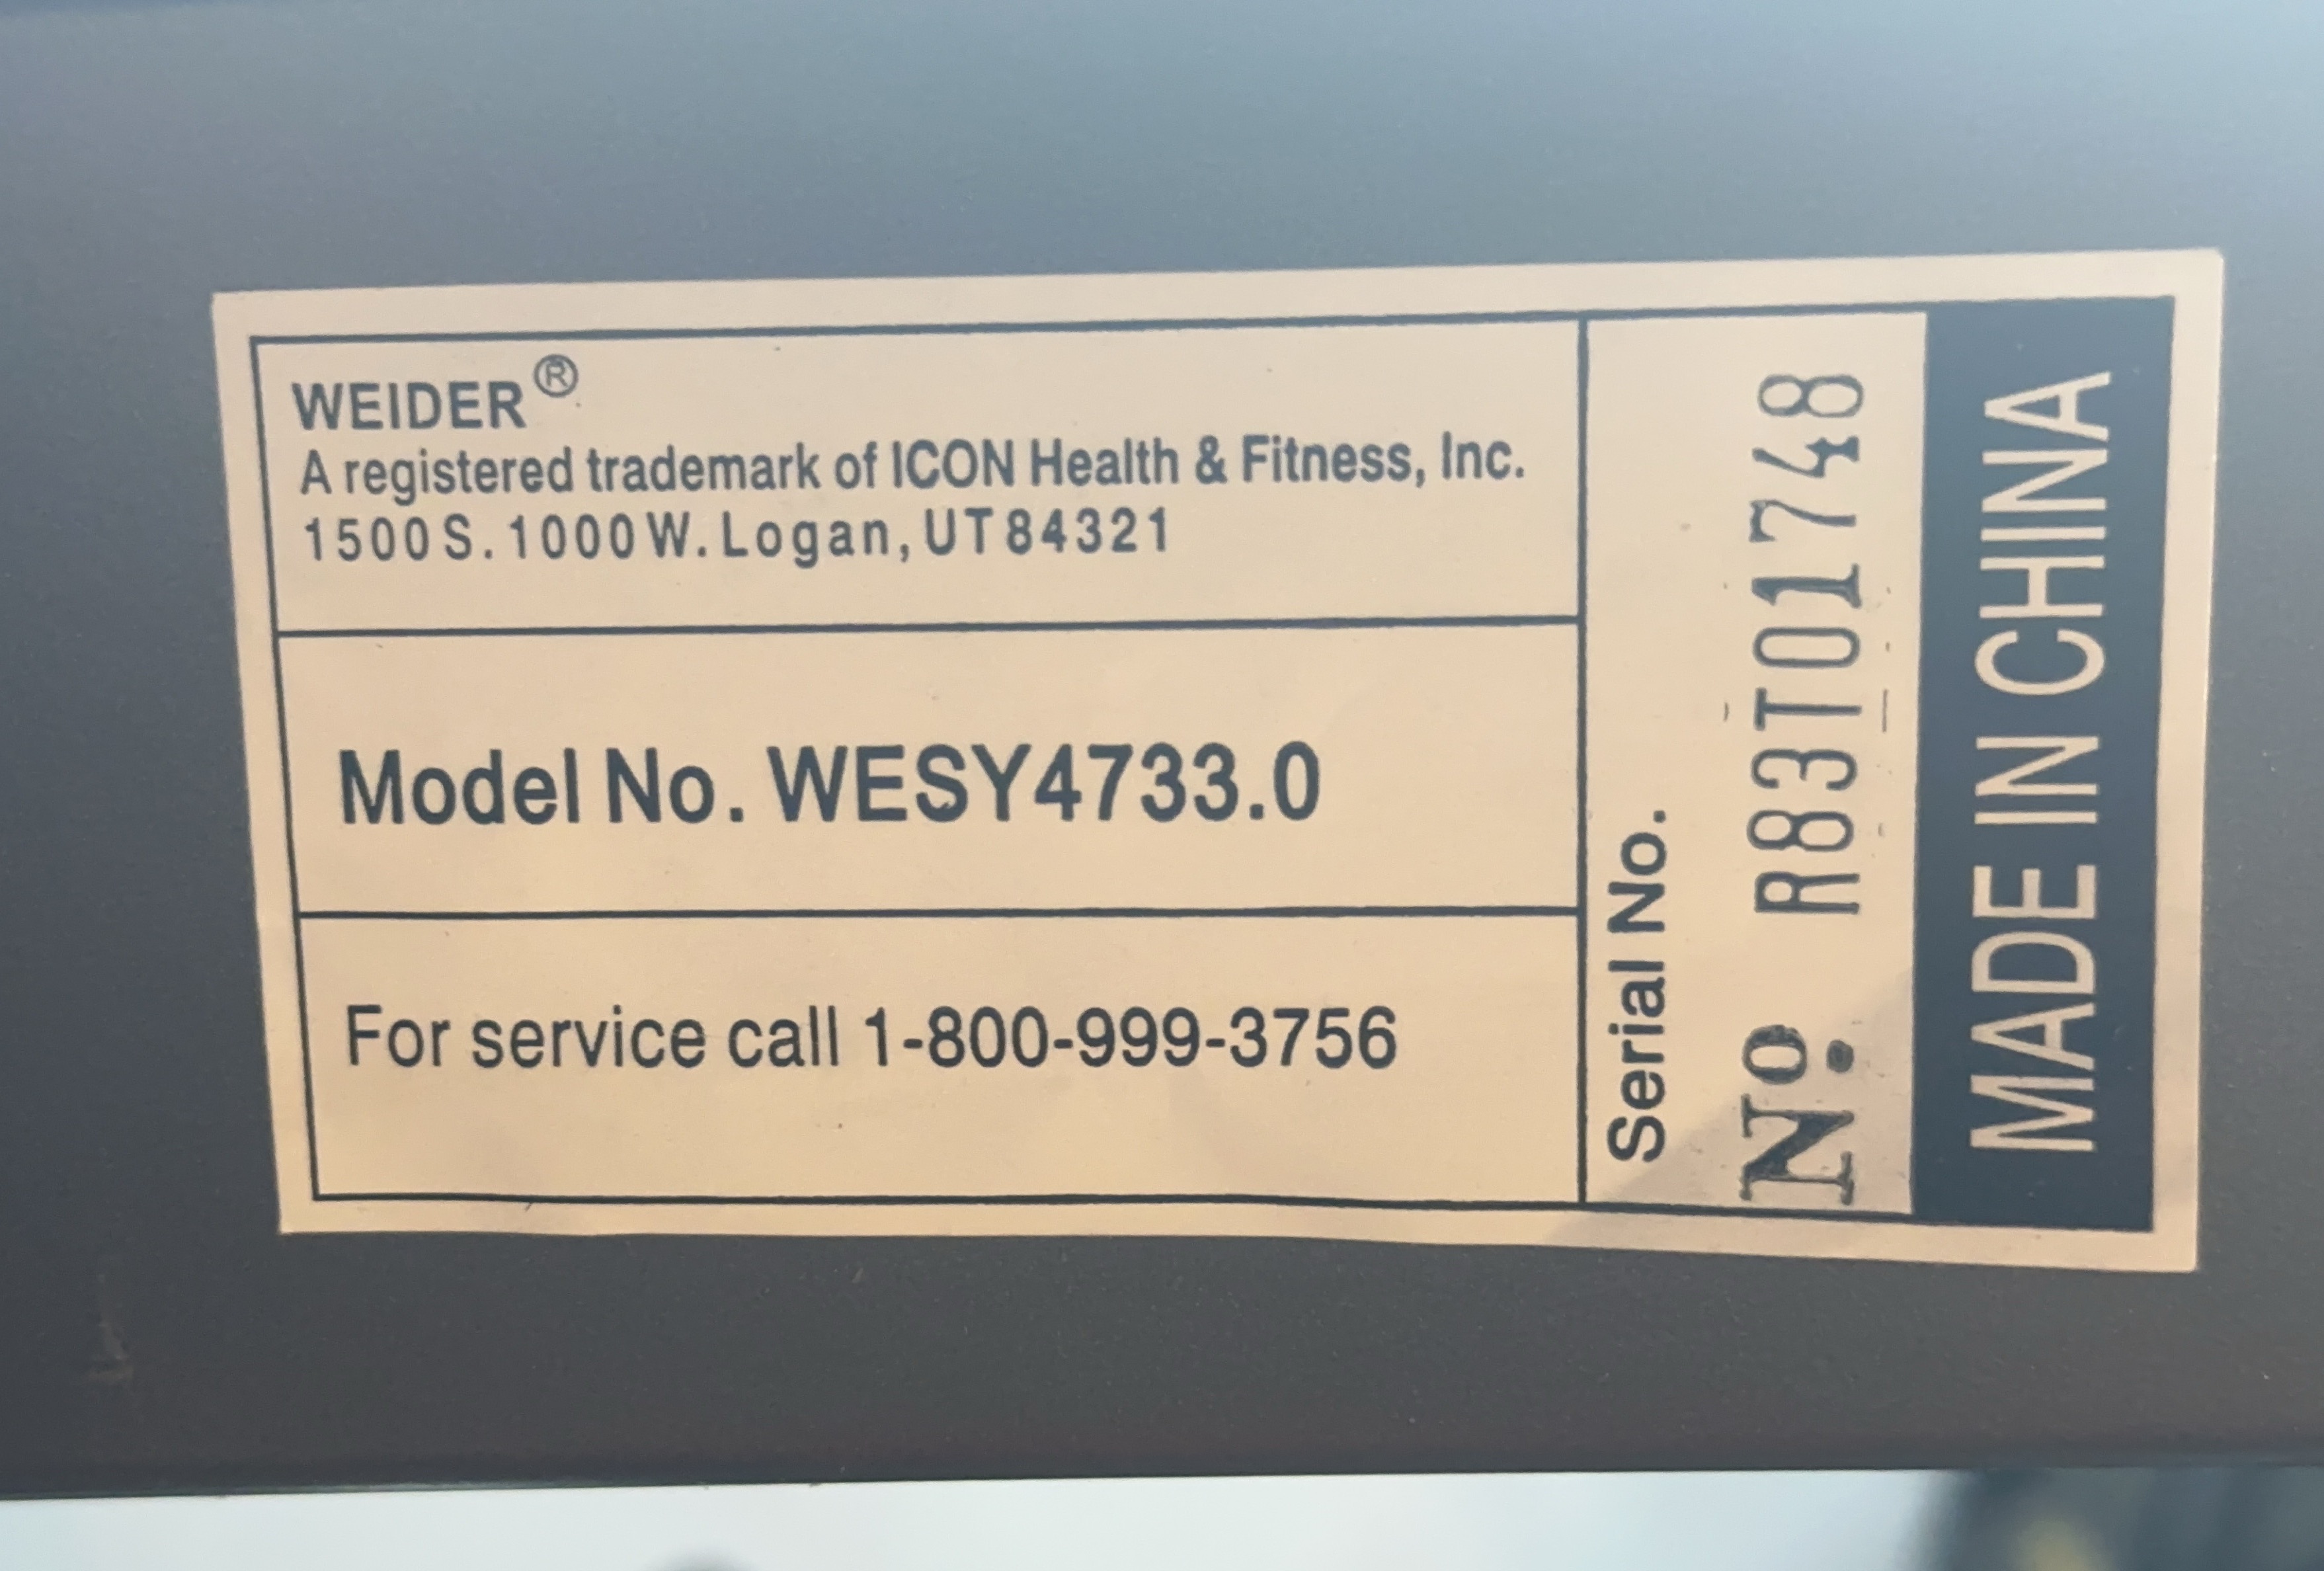 WEIDER®
A registered trademark of ICON Health & Fitness, Inc.
1500 S. 1000 W. Logan, UT 84321
Model No. WESY4733.0
For service call 1-800-999-3756
Serial No.
No. R83T01748
MADE IN CHINA